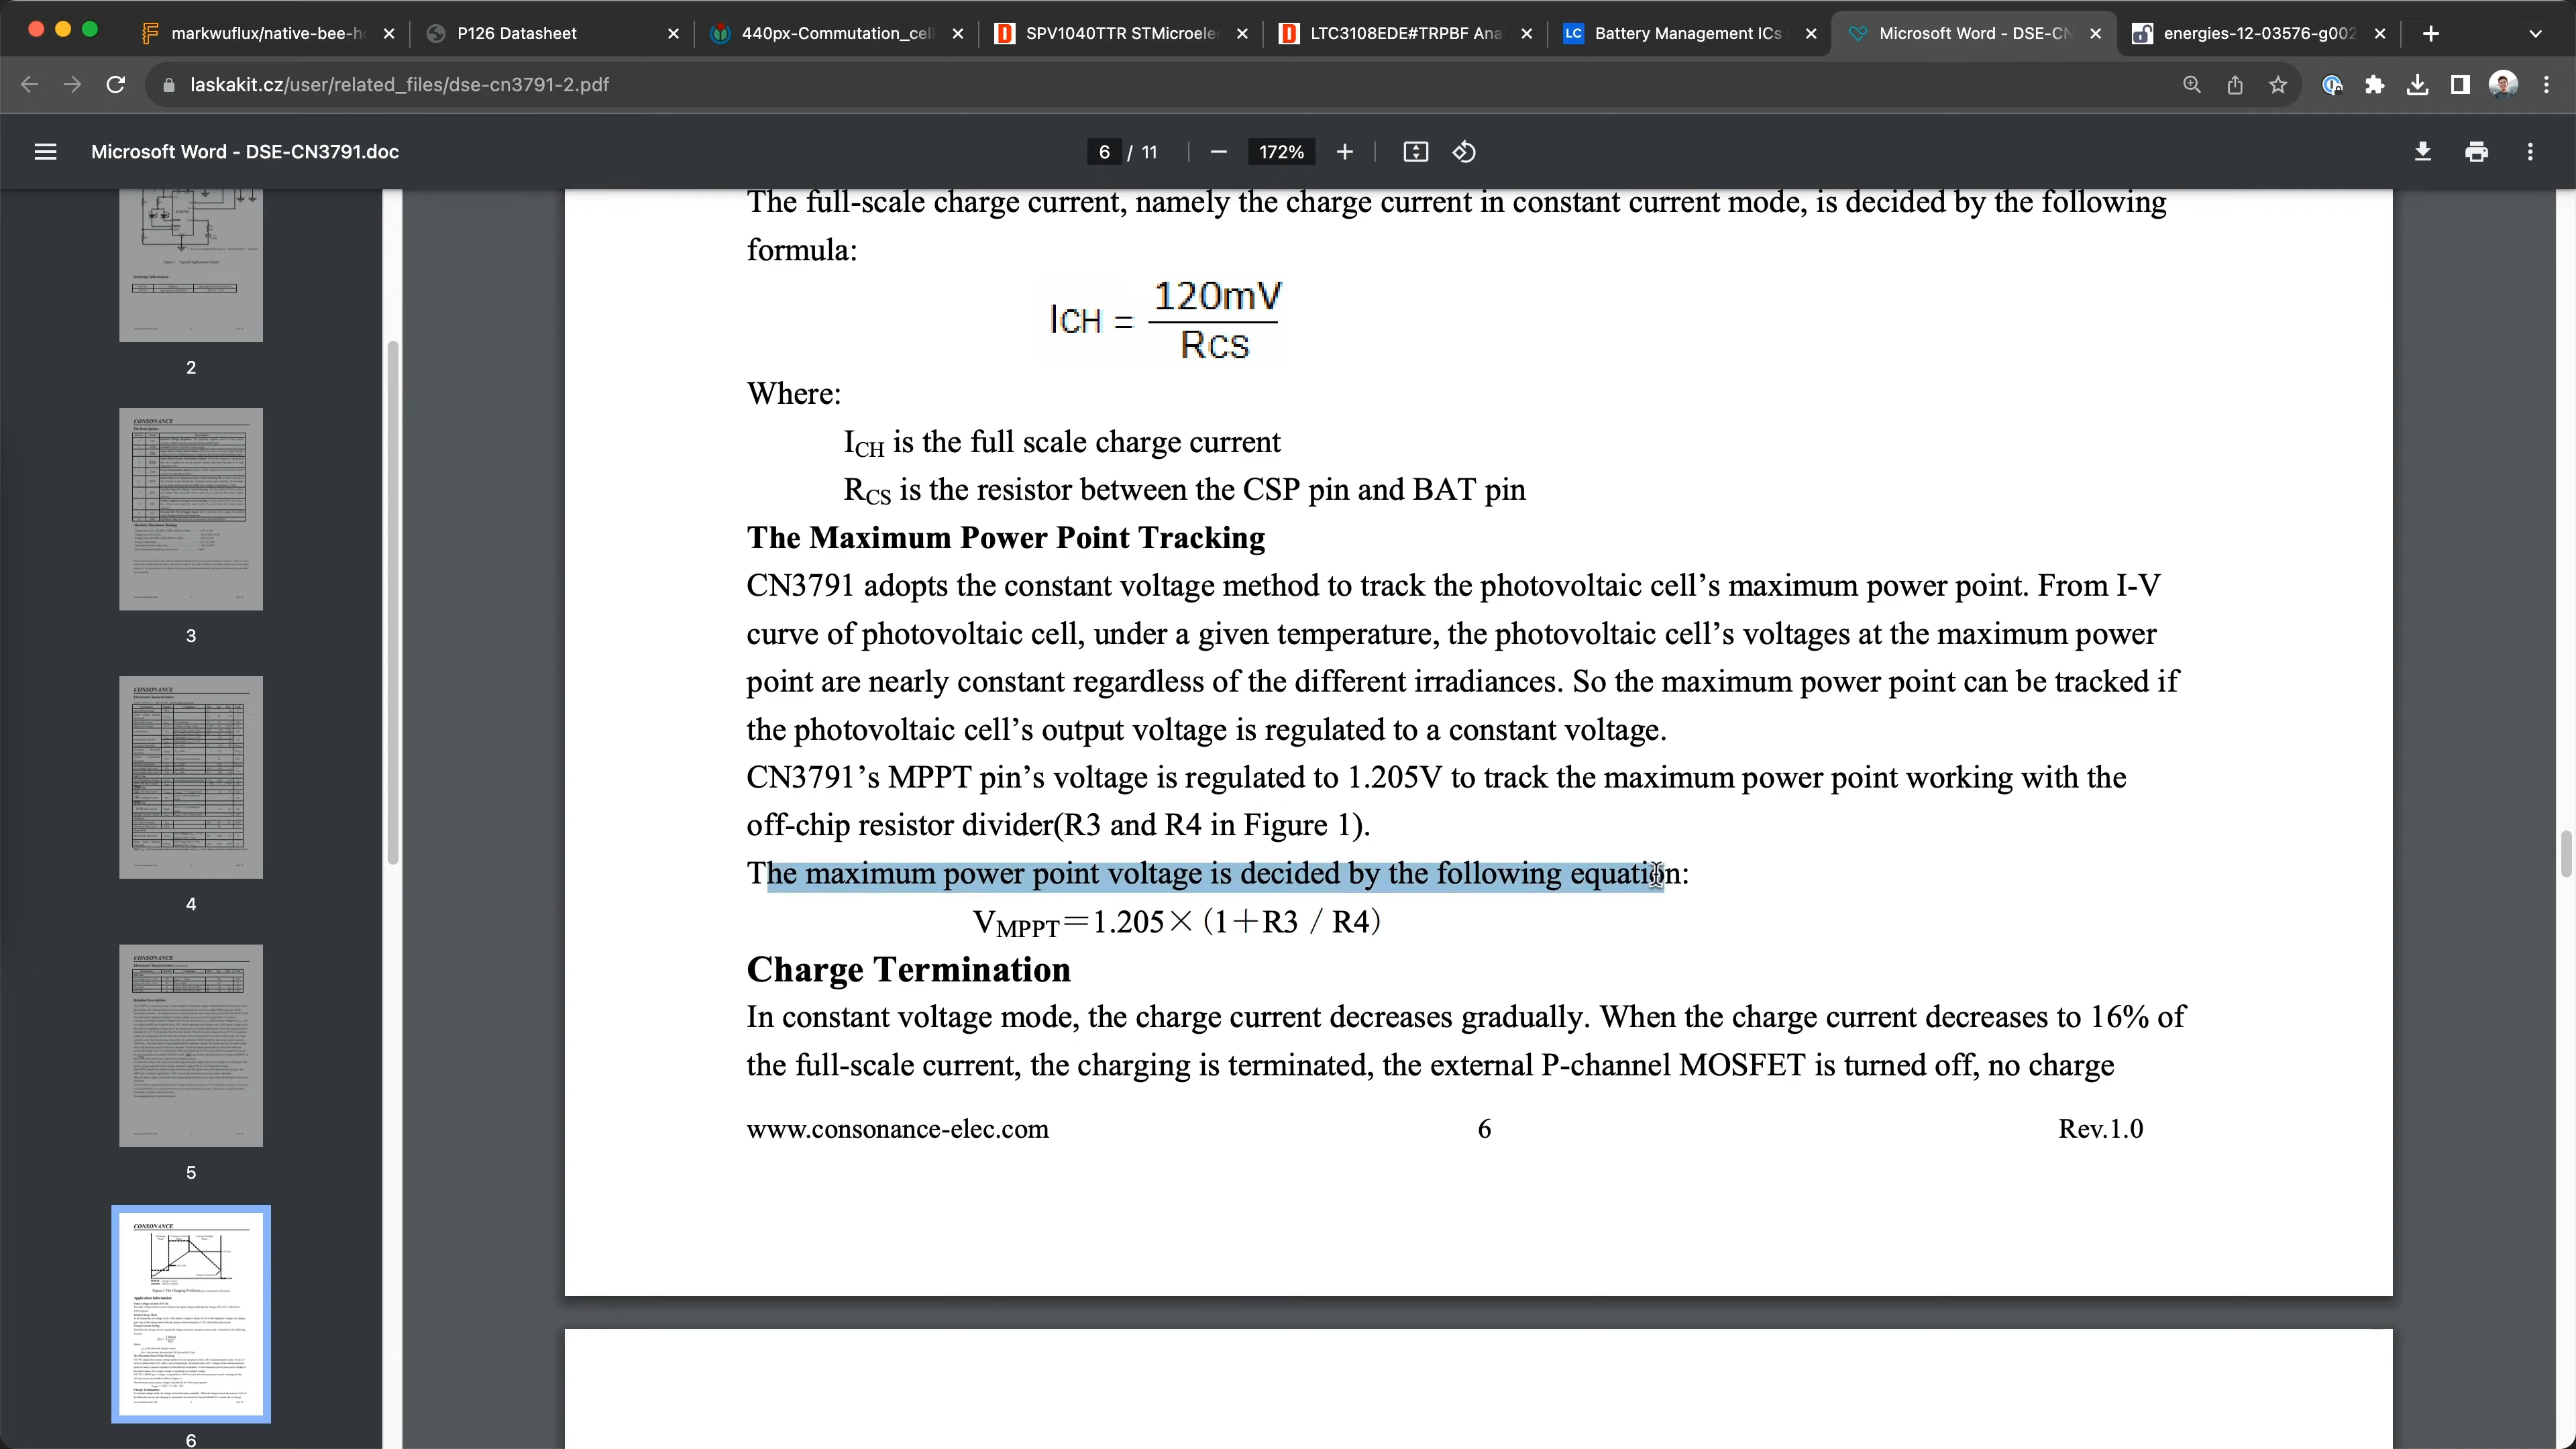 markwuflux/native-bee-h
P126 Datasheet
440px-Commutation_cell
SPV1040TTR STMicroele
LTC3108EDE#TRPBF Ana
Battery Management ICs
Microsoft Word - DSE-CN
energies-12-03576-g002
laskakit.cz/user/related_files/dse-cn3791-2.pdf
Microsoft Word - DSE-CN3791.doc
6 / 11
172%
2
CONSONANCE
3
CONSONANCE
4
CONSONANCE
5
CONSONANCE
6
The full-scale charge current, namely the charge current in constant current mode, is decided by the following
formula:
ICH = 120mV / RCS
Where:
ICH is the full scale charge current
RCS is the resistor between the CSP pin and BAT pin
The Maximum Power Point Tracking
CN3791 adopts the constant voltage method to track the photovoltaic cell’s maximum power point. From I-V
curve of photovoltaic cell, under a given temperature, the photovoltaic cell’s voltages at the maximum power
point are nearly constant regardless of the different irradiances. So the maximum power point can be tracked if
the photovoltaic cell’s output voltage is regulated to a constant voltage.
CN3791’s MPPT pin’s voltage is regulated to 1.205V to track the maximum power point working with the
off-chip resistor divider(R3 and R4 in Figure 1).
The maximum power point voltage is decided by the following equation:
VMPPT＝1.205×（1＋R3／R4）
Charge Termination
In constant voltage mode, the charge current decreases gradually. When the charge current decreases to 16% of
the full-scale current, the charging is terminated, the external P-channel MOSFET is turned off, no charge
www.consonance-elec.com
6
Rev.1.0